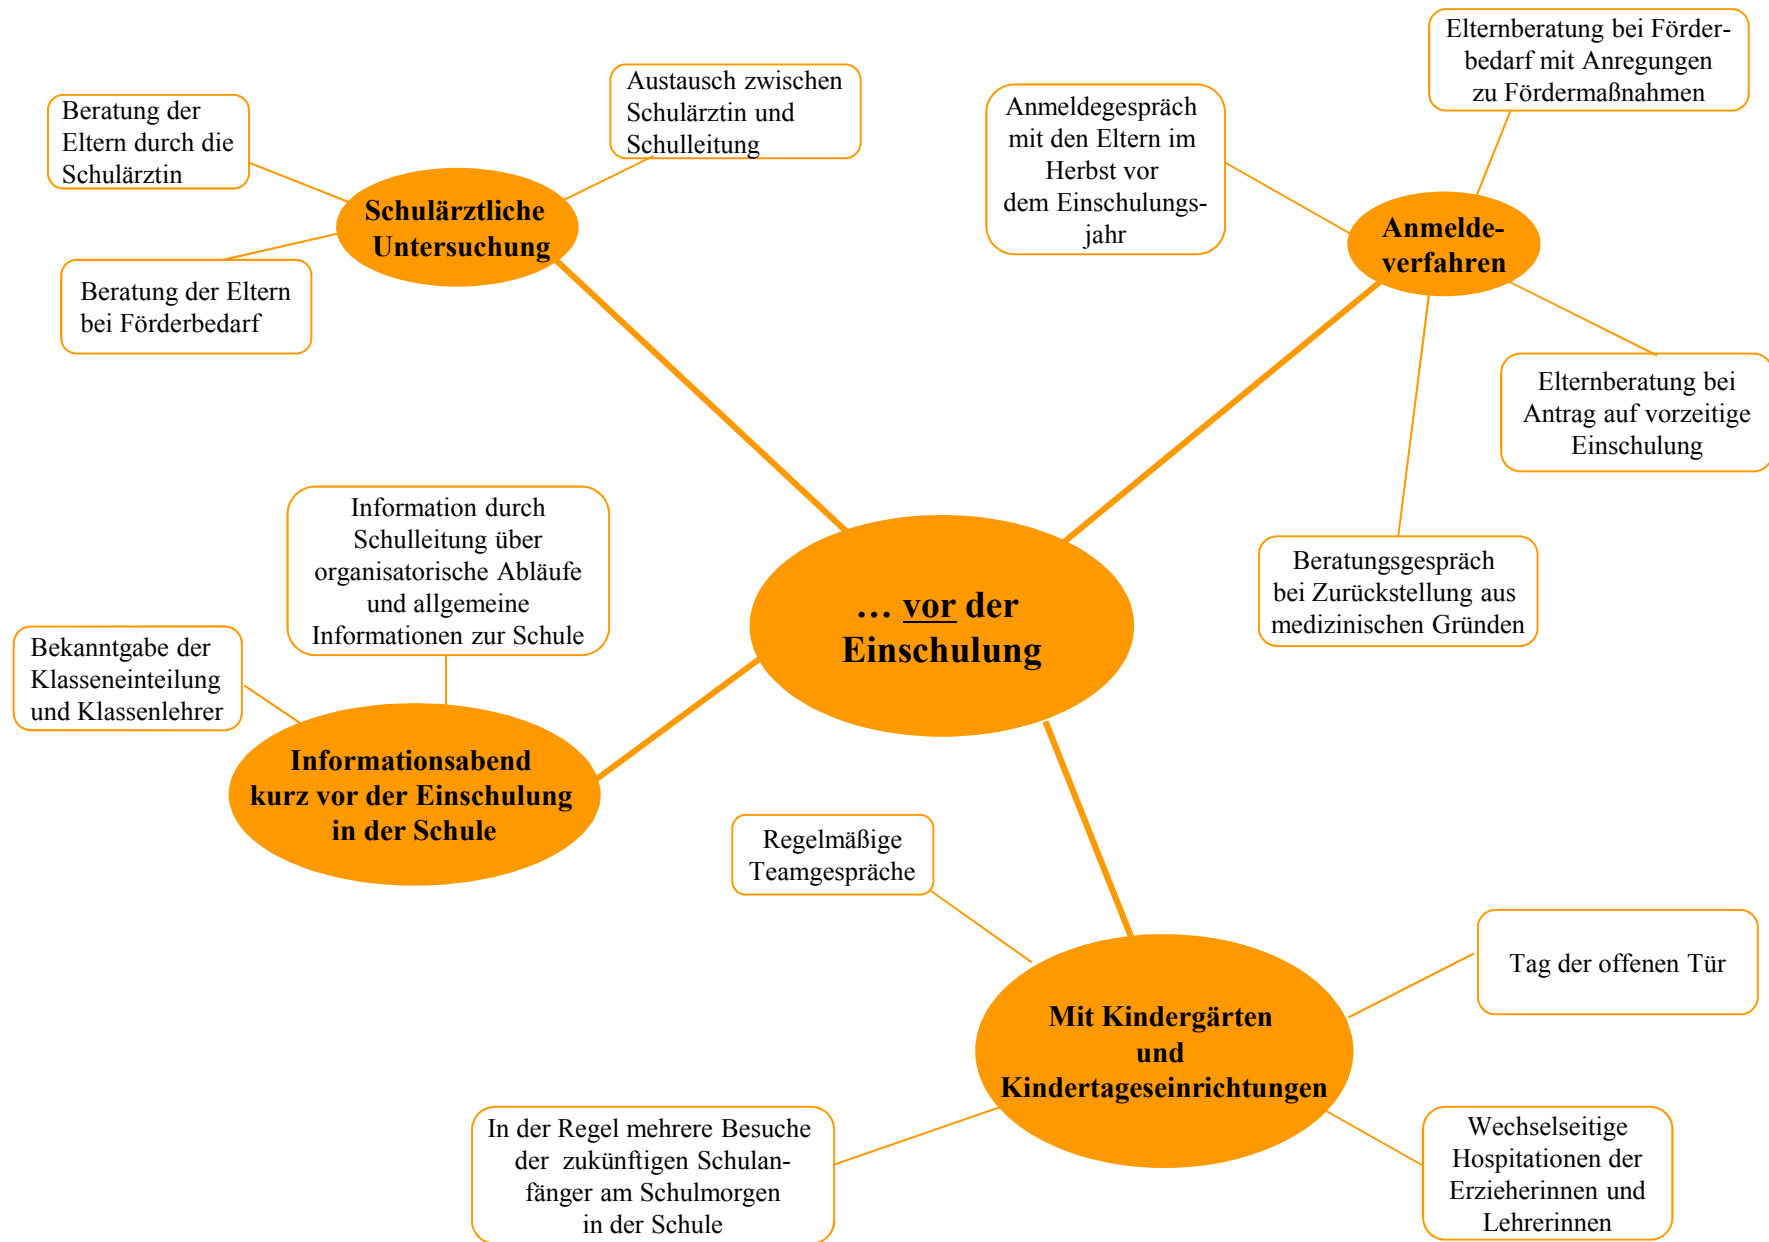 Beratung der
Eltern durch die
Schulärztin
Austausch zwischen
Schulärztin und
Schulleitung
Schulärztliche
Untersuchung
Beratung der Eltern
bei Förderbedarf
Elternberatung bei Förder-
bedarf mit Anregungen
zu Fördermaßnahmen
Anmeldegespräch
mit den Eltern im
Herbst vor
dem Einschulungs-
jahr
Anmelde-
verfahren
Elternberatung bei
Antrag auf vorzeitige
Einschulung
Beratungsgespräch
bei Zurückstellung aus
medizinischen Gründen
… vor der
Einschulung
Information durch
Schulleitung über
organisatorische Abläufe
und allgemeine
Informationen zur Schule
Bekanntgabe der
Klasseneinteilung
und Klassenlehrer
Informationsabend
kurz vor der Einschulung
in der Schule
Regelmäßige
Teamgespräche
Tag der offenen Tür
Mit Kindergärten
und
Kindertageseinrichtungen
In der Regel mehrere Besuche
der zukünftigen Schulan-
fänger am Schulmorgen
in der Schule
Wechselseitige
Hospitationen der
Erzieherinnen und
Lehrerinnen